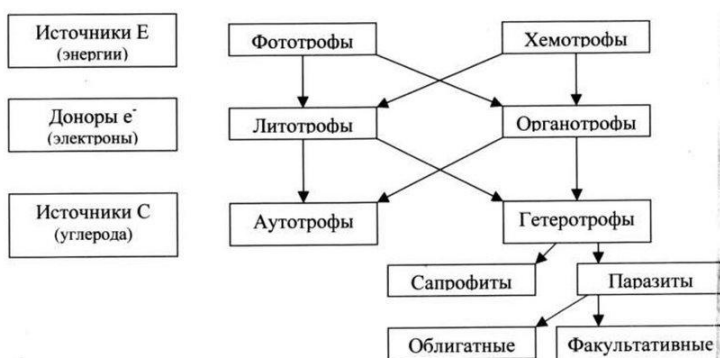 Источники Е
(энергии)
Фототрофы
Хемотрофы
Доноры е-
(электроны)
Литотрофы
Органотрофы
Источники С
(углерода)
Аутотрофы
Гетеротрофы
Сапрофиты
Паразиты
Облигатные
Факультативные